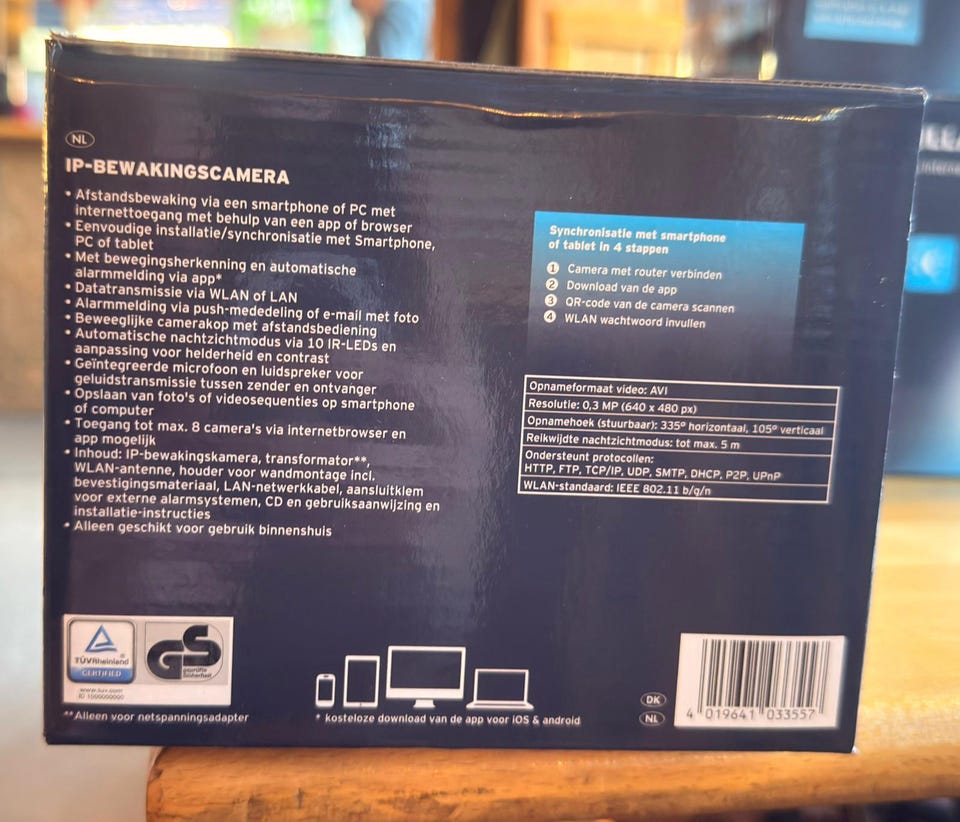 NL
IP-BEWAKINGSCAMERA
• Afstandsbewaking via een smartphone of PC met
internettoegang met behulp van een app of browser
• Eenvoudige installatie/synchronisatie met Smartphone,
PC of tablet
• Met bewegingsherkenning en automatische
alarmmelding via app*
• Datatransmissie via WLAN of LAN
• Alarmmelding via push-mededeling of e-mail met foto
• Beweeglijke camerakop met afstandsbediening
• Automatische nachtzichtmodus via 10 IR-LEDs en
aanpassing voor helderheid en contrast
• Geïntegreerde microfoon en luidspreker voor
geluidstransmissie tussen zender en ontvanger
• Opslaan van foto's of videosequenties op smartphone
of computer
• Toegang tot max. 8 camera's via internetbrowser en
app mogelijk
• Inhoud: IP-bewakingskamera, transformator**,
WLAN-antenne, houder voor wandmontage incl.
bevestigingsmateriaal, LAN-netwerkkabel, aansluitklem
voor externe alarmsystemen, CD en gebruiksaanwijzing en
installatie-instructies
• Alleen geschikt voor gebruik binnenshuis
Synchronisatie met smartphone
of tablet in 4 stappen
1 Camera met router verbinden
2 Download van de app
3 QR-code van de camera scannen
4 WLAN wachtwoord invullen
Opnameformaat video: AVI
Resolutie: 0,3 MP (640 x 480 px)
Opnamehoek (stuurbaar): 335° horizontaal, 105° verticaal
Reikwijdte nachtzichtmodus: tot max. 5 m
Ondersteunt protocollen:
HTTP, FTP, TCP/IP, UDP, SMTP, DHCP, P2P, UPnP
WLAN-standaard: IEEE 802.11 b/g/n
TÜVRheinland ®
CERTIFIED
www.tuv.com
ID 1000000000
GS
geprüfte
Sicherheit
**Alleen voor netspanningsadapter
* kosteloze download van de app voor iOS & android
DK
NL
4 019641 033557